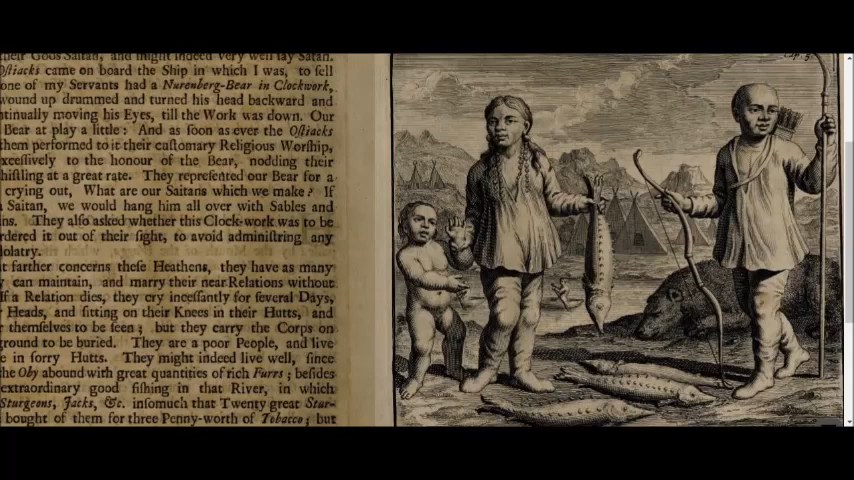 their Gods Saitan, and might indeed very well say Satan.
Oſtiacks came on board the Ship in which I was, to ſell
one of my Servants had a Nurenberg-Bear in Clockwork,
wound up drummed and turned his head backward and
tinually moving his Eyes, till the Work was down. Our
Bear at play a little : And as ſoon as ever the Oſtiacks
them performed to it their cuſtomary Religious Worſhip,
xceſſively to the honour of the Bear, nodding their
hiſtling at a great rate. They repreſented our Bear for a
crying out, What are our Saitans which we make? If
a Saitan, we would hang him all over with Sables and
ns. They alſo asked whether this Clock-work was to be
rdered it out of their ſight, to avoid adminiſtring any
lolatry.
t farther concerns theſe Heathens, they have as many
y can maintain, and marry their near Relations without
If a Relation dies, they cry inceſſantly for ſeveral Days,
Heads, and ſitting on their Knees in their Hutts, and
r themſelves to be ſeen ; but they carry the Corps on
ground to be buried. They are a poor People, and live
e in ſorry Hutts. They might indeed live well, ſince
the Oby abound with great quantities of rich Furrs ; beſides
extraordinary good fiſhing in that River, in which
Sturgeons, Jacks, &c. inſomuch that Twenty great Stur-
bought of them for three Penny-worth of Tobacco ; but